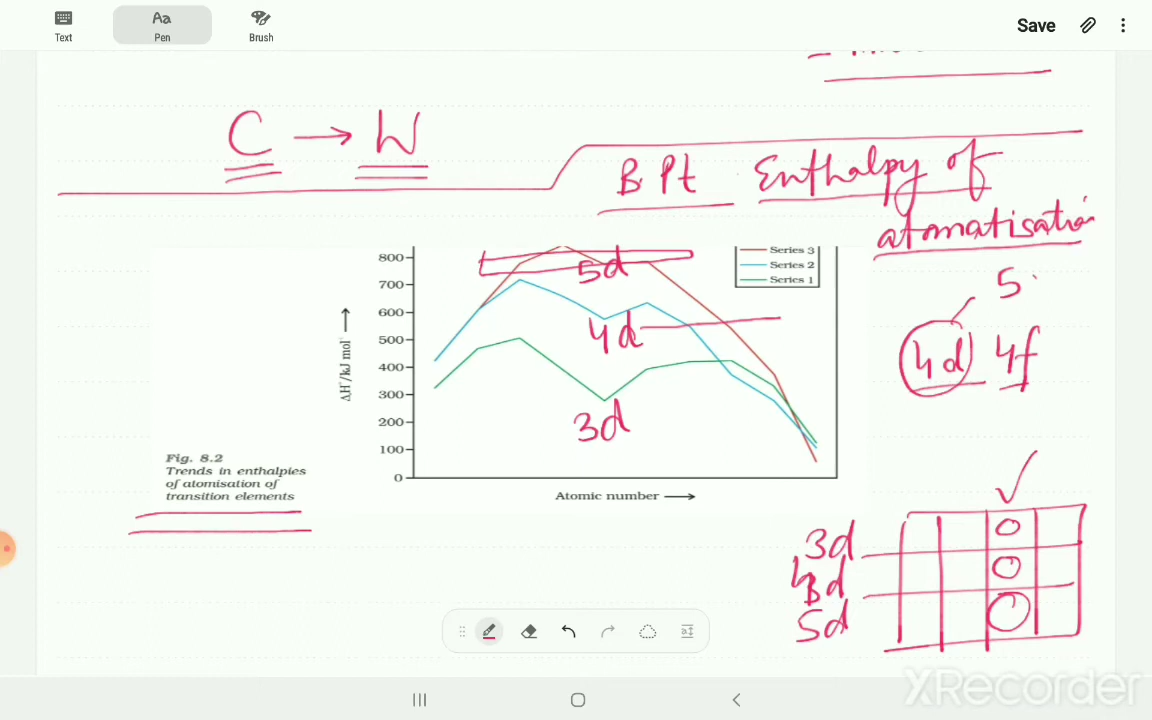 Aa
Text
Pen
Brush
Save
C → W
B Pt Enthalpy of
atomatisation
800
700
600
500
400
300
200
100
0
ΔH°/kJ mol⁻¹
Series 3
Series 2
Series 1
5d
4d
3d
5
4d 4f
Fig. 8.2
Trends in enthalpies
of atomisation of
transition elements
Atomic number →
3d
4d
5d
XRecorder